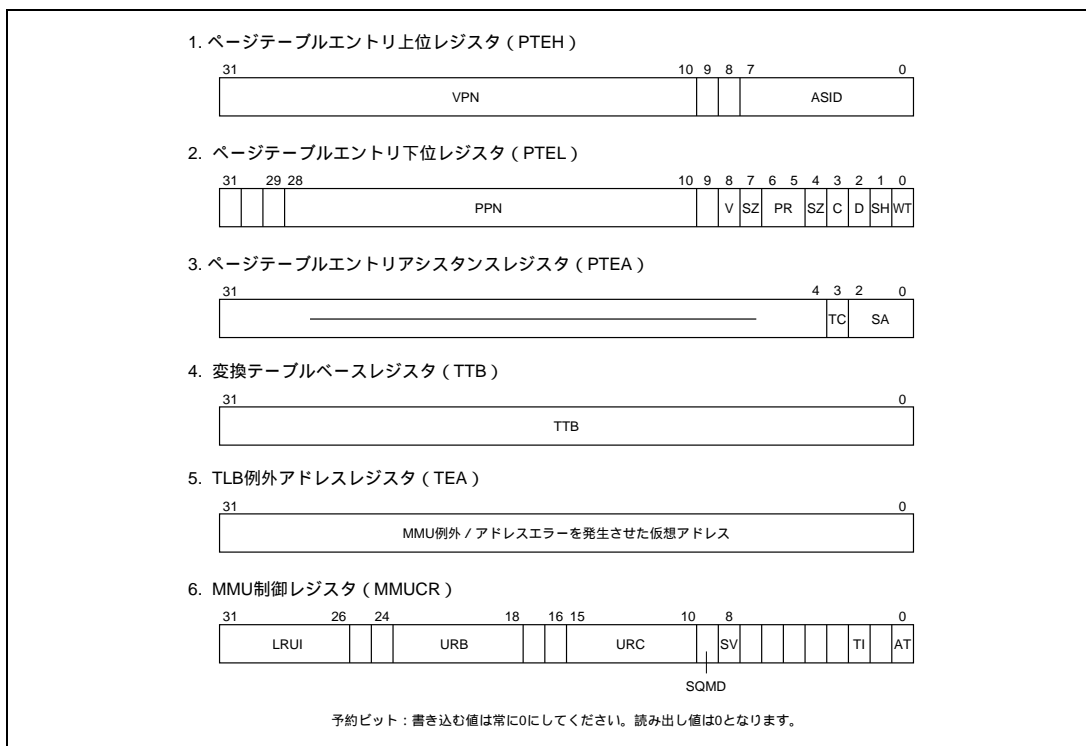 1. ページテーブルエントリ上位レジスタ（PTEH）
31 10 9 8 7 0
VPN ASID
2. ページテーブルエントリ下位レジスタ（PTEL）
31 29 28 10 9 8 7 6 5 4 3 2 1 0
PPN V SZ PR SZ C D SH WT
3. ページテーブルエントリアシスタンスレジスタ（PTEA）
31 4 3 2 0
TC SA
4. 変換テーブルベースレジスタ（TTB）
31 0
TTB
5. TLB例外アドレスレジスタ（TEA）
31 0
MMU例外／アドレスエラーを発生させた仮想アドレス
6. MMU制御レジスタ（MMUCR）
31 26 24 18 16 15 10 8 0
LRUI URB URC SV TI AT
SQMD
予約ビット：書き込む値は常に0にしてください。読み出し値は0となります。